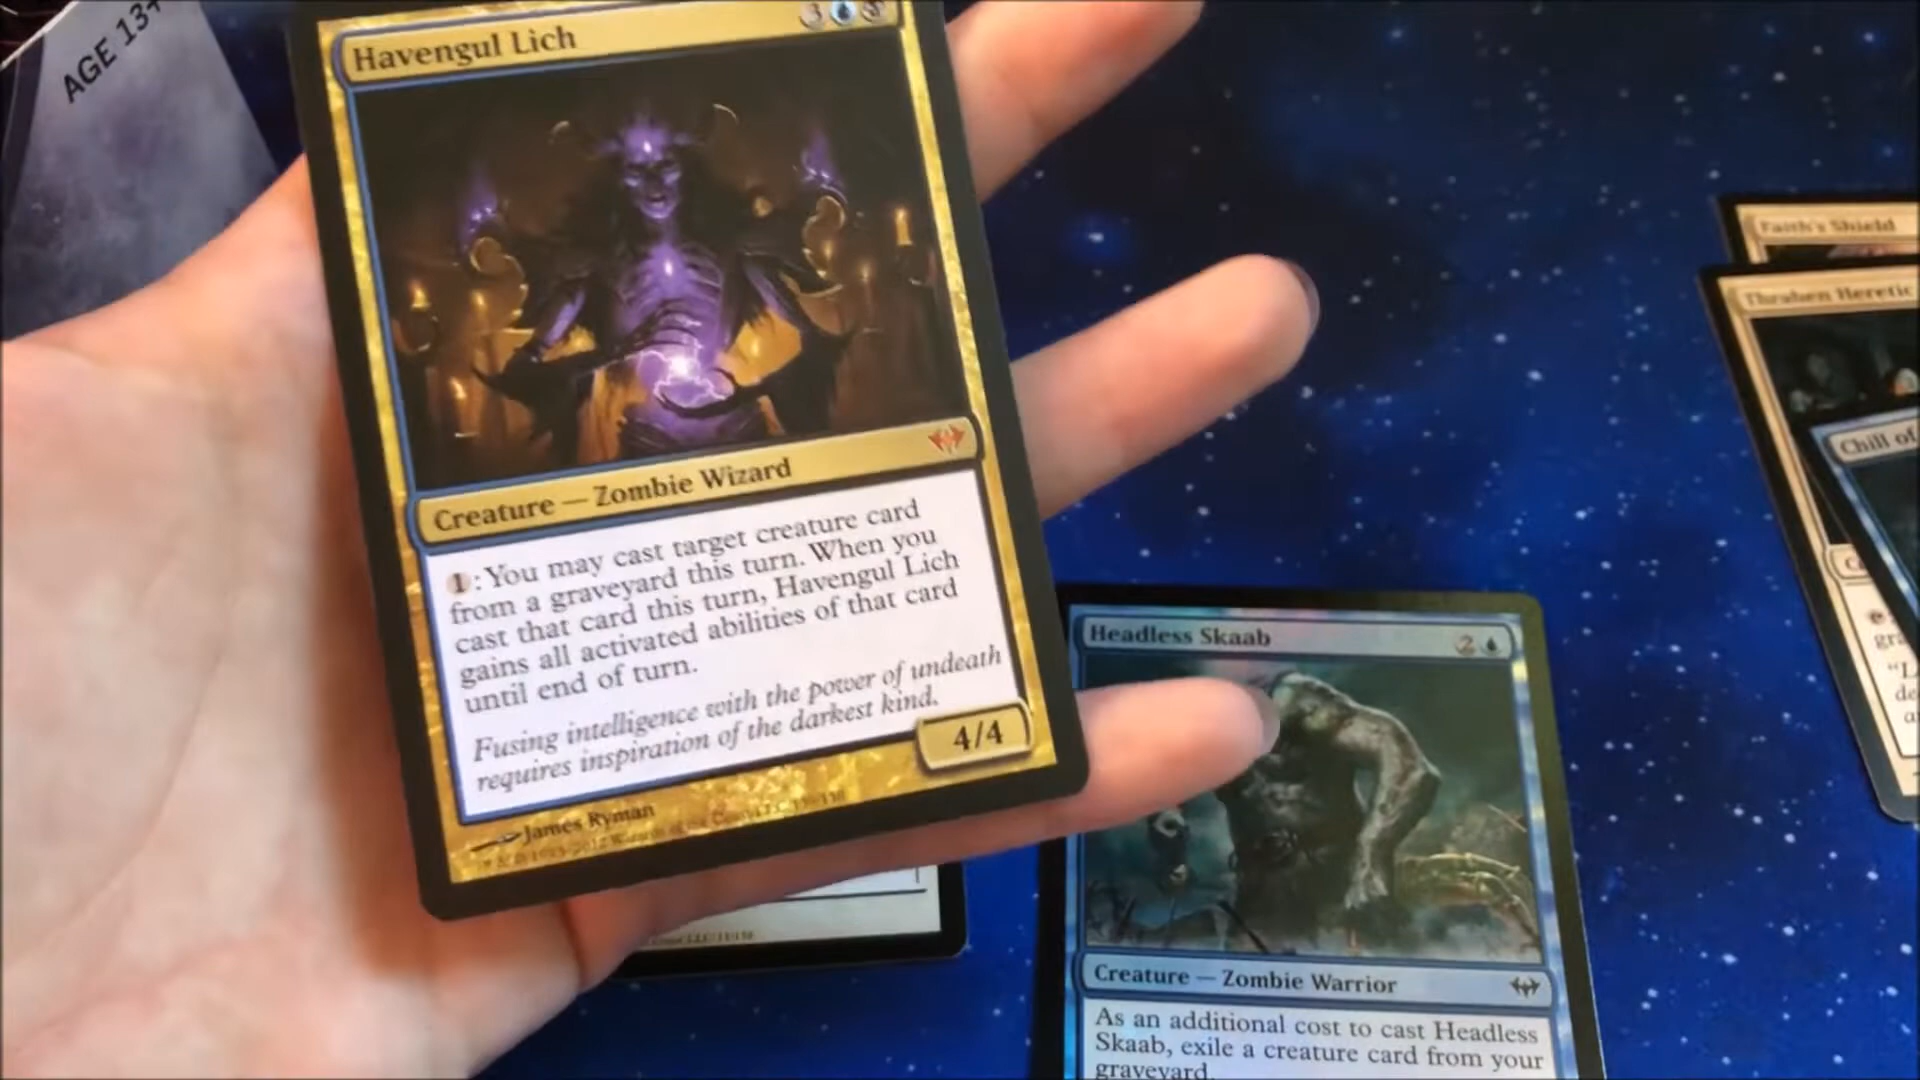 AGE 13+
Havengul Lich
3
Creature — Zombie Wizard
1: You may cast target creature card
from a graveyard this turn. When you
cast that card this turn, Havengul Lich
gains all activated abilities of that card
until end of turn.
Fusing intelligence with the power of undeath
requires inspiration of the darkest kind.
4/4
James Ryman
Faith's Shield
Thraben Heretic
Chill of
Headless Skaab
2
Creature — Zombie Warrior
As an additional cost to cast Headless
Skaab, exile a creature card from your
graveyard.